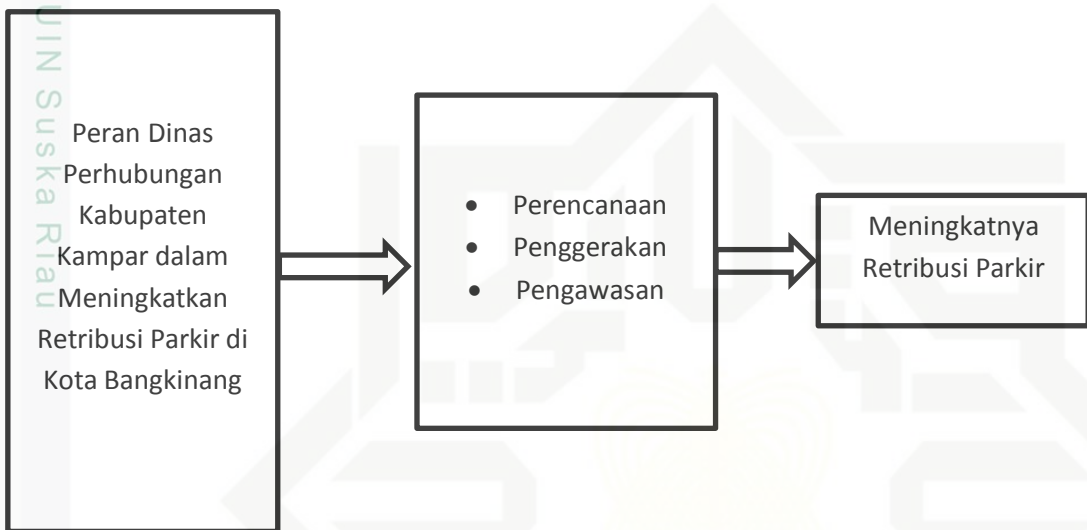 UIN Suska Riau
Peran Dinas
Perhubungan
Kabupaten
Kampar dalam
Meningkatkan
Retribusi Parkir di
Kota Bangkinang
• Perencanaan
• Penggerakan
• Pengawasan
Meningkatnya
Retribusi Parkir